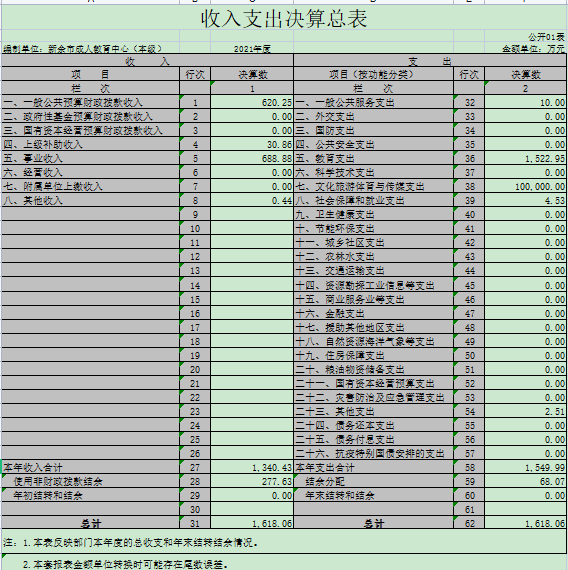 收入支出决算总表
公开01表
编制单位：新余市成人教育中心（本级） 2021年度 金额单位：万元
收 入 支 出
项 目 行次 决算数 项目（按功能分类） 行次 决算数
栏 次 1 栏 次 2
一、一般公共预算财政拨款收入 1 620.25 一、一般公共服务支出 32 10.00
二、政府性基金预算财政拨款收入 2 0.00 二、外交支出 33 0.00
三、国有资本经营预算财政拨款收入 3 0.00 三、国防支出 34 0.00
四、上级补助收入 4 30.86 四、公共安全支出 35 0.00
五、事业收入 5 688.88 五、教育支出 36 1,522.95
六、经营收入 6 0.00 六、科学技术支出 37 0.00
七、附属单位上缴收入 7 0.00 七、文化旅游体育与传媒支出 38 100,000.00
八、其他收入 8 0.44 八、社会保障和就业支出 39 4.53
9 九、卫生健康支出 40 0.00
10 十、节能环保支出 41 0.00
11 十一、城乡社区支出 42 0.00
12 十二、农林水支出 43 0.00
13 十三、交通运输支出 44 0.00
14 十四、资源勘探工业信息等支出 45 0.00
15 十五、商业服务业等支出 46 0.00
16 十六、金融支出 47 0.00
17 十七、援助其他地区支出 48 0.00
18 十八、自然资源海洋气象等支出 49 0.00
19 十九、住房保障支出 50 0.00
20 二十、粮油物资储备支出 51 0.00
21 二十一、国有资本经营预算支出 52 0.00
22 二十二、灾害防治及应急管理支出 53 0.00
23 二十三、其他支出 54 2.51
24 二十四、债务还本支出 55 0.00
25 二十五、债务付息支出 56 0.00
26 二十六、抗疫特别国债安排的支出 57 0.00
本年收入合计 27 1,340.43 本年支出合计 58 1,549.99
使用非财政拨款结余 28 277.63 结余分配 59 68.07
年初结转和结余 29 0.00 年末结转和结余 60 0.00
30 61
总计 31 1,618.06 总计 62 1,618.06
注：1.本表反映部门本年度的总收支和年末结转结余情况。
2.本套报表金额单位转换时可能存在尾数误差。